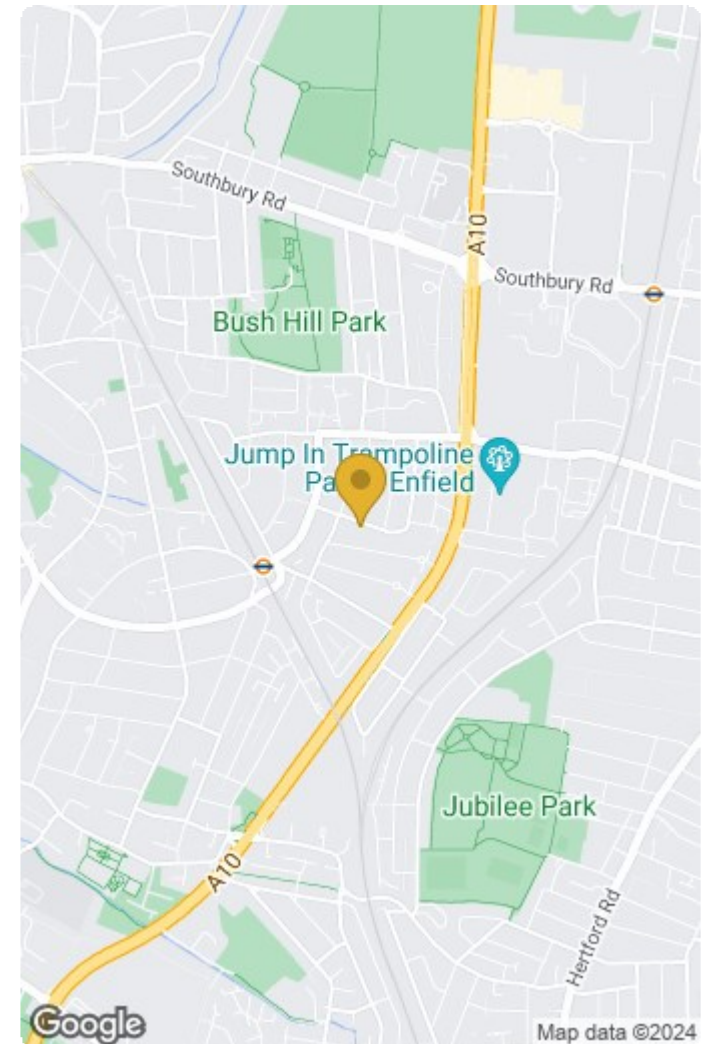 Southbury Rd
A10
Southbury Rd
Bush Hill Park
Jump In Trampoline
Enfield
Jubilee Park
A10
Hertford Rd
Google
Map data ©2024